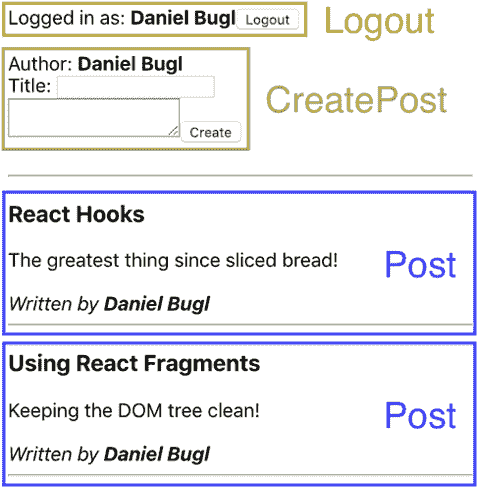 Logged in as: Daniel Bugl Logout
Logout
Author: Daniel Bugl
Title:
Create
CreatePost
React Hooks
The greatest thing since sliced bread!
Post
Written by Daniel Bugl
Using React Fragments
Keeping the DOM tree clean!
Post
Written by Daniel Bugl